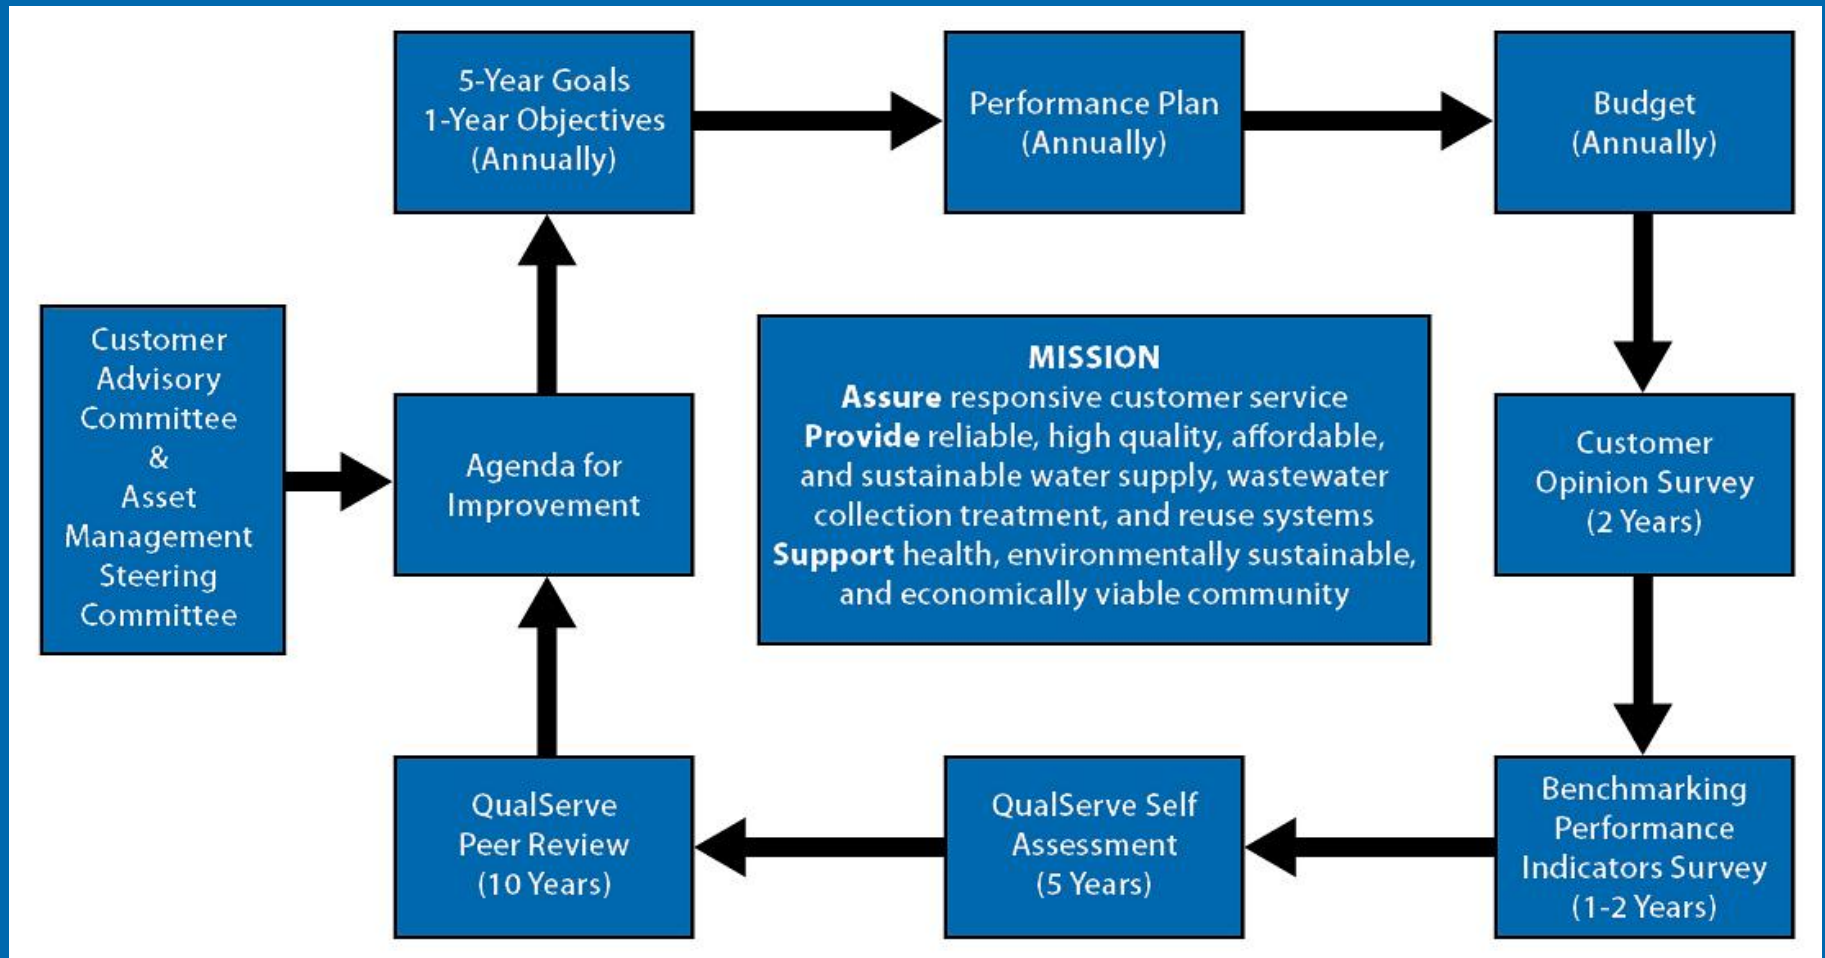 5-Year Goals
1-Year Objectives
(Annually)
Performance Plan
(Annually)
Budget
(Annually)
Customer
Advisory
Committee
&
Asset
Management
Steering
Committee
Agenda for
Improvement
MISSION
Assure responsive customer service
Provide reliable, high quality, affordable,
and sustainable water supply, wastewater
collection treatment, and reuse systems
Support health, environmentally sustainable,
and economically viable community
Customer
Opinion Survey
(2 Years)
QualServe
Peer Review
(10 Years)
QualServe Self
Assessment
(5 Years)
Benchmarking
Performance
Indicators Survey
(1-2 Years)